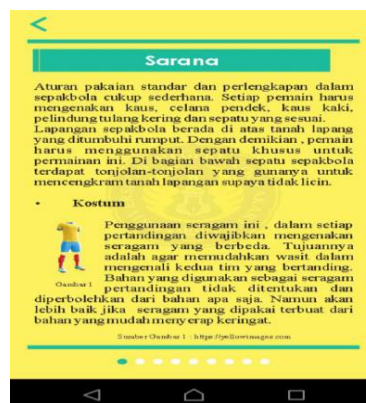 Sarana
Aturan pakaian standar dan perlengkapan dalam
sepakbola cukup sederhana. Setiap pemain harus
mengenakan kaus, celana pendek, kaus kaki,
pelindung tulang kering dan sepatu yang sesuai.
Lapangan sepakbola berada di atas tanah lapang
yang ditumbuhi rumput. Dengan demikian , pemain
harus menggunakan sepatu khusus untuk
permainan ini. Di bagian bawah sepatu sepakbola
terdapat tonjolan-tonjolan yang gunanya untuk
mencengkram tanah lapangan supaya tidak licin.
• Kostum
Penggunaan seragam ini , dalam setiap
pertandingan diwajibkan mengenakan
seragam yang berbeda. Tujuannya
adalah agar memudahkan wasit dalam
mengenali kedua tim yang bertanding.
Bahan yang digunakan sebagai seragam
Gambar 1
pertandingan tidak ditentukan dan
diperbolehkan dari bahan apa saja. Namun akan
lebih baik jika seragam yang dipakai terbuat dari
bahan yang mudah menyerap keringat.
Sumber Gambar 1 : https://yellowimages.com